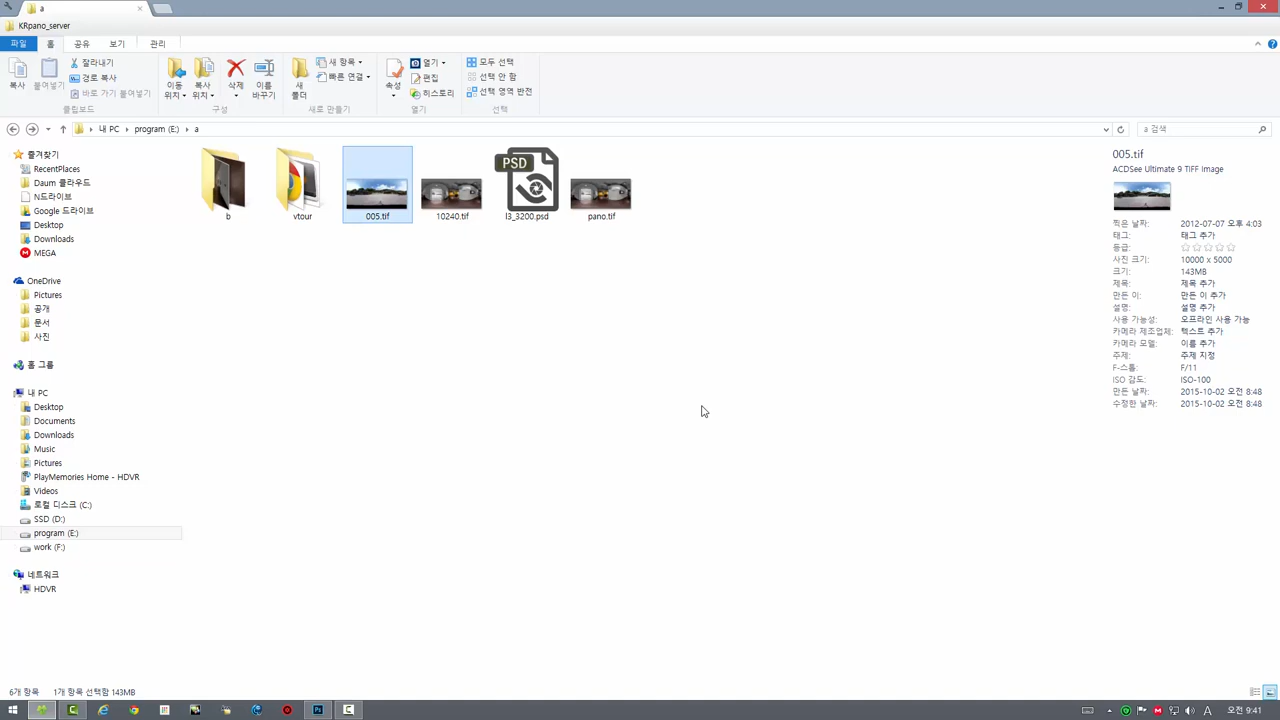 a
KRpano_server
파일 홈 공유 보기 관리
복사
붙여넣기
잘라내기
경로 복사
바로 가기 붙여넣기
클립보드
이동 위치
복사 위치
삭제
이름 바꾸기
구성
새 폴더
새 항목
빠른 연결
새로 만들기
속성
열기
편집
히스토리
열기
모두 선택
선택 안 함
선택 영역 반전
선택
내 PC program (E:) a
a 검색
즐겨찾기
RecentPlaces
Daum 클라우드
N드라이브
Google 드라이브
Desktop
Downloads
MEGA
OneDrive
Pictures
공개
문서
사진
홈 그룹
내 PC
Desktop
Documents
Downloads
Music
Pictures
PlayMemories Home - HDVR
Videos
로컬 디스크 (C:)
SSD (D:)
program (E:)
work (F:)
네트워크
HDVR
b
vtour
005.tif
10240.tif
PSD
l3_3200.psd
pano.tif
005.tif
ACDSee Ultimate 9 TIFF Image
찍은 날짜: 2012-07-07 오후 4:03
태그: 태그 추가
등급:
사진 크기: 10000 x 5000
크기: 143MB
제목: 제목 추가
만든 이: 만든 이 추가
설명: 설명 추가
사용 가능성: 오프라인 사용 가능
카메라 제조업체: 텍스트 추가
카메라 모델: 이름 추가
주제: 주제 지정
F-스톱: F/11
ISO 감도: ISO-100
만든 날짜: 2015-10-02 오전 8:48
수정한 날짜: 2015-10-02 오전 8:48
6개 항목 1개 항목 선택함 143MB
A 오전 9:41